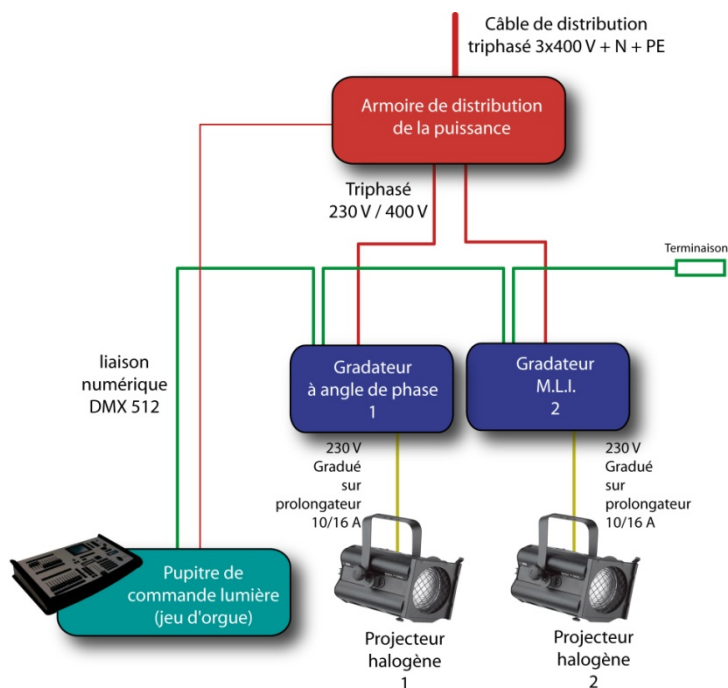 Câble de distribution
triphasé 3x400 V + N + PE
Armoire de distribution
de la puissance
Triphasé
230 V / 400 V
Terminaison
liaison
numérique
DMX 512
Gradateur
à angle de phase
1
Gradateur
M.L.I.
2
230 V
Gradué
sur
prolongateur
10/16 A
230 V
Gradué
sur
prolongateur
10/16 A
Pupitre de
commande lumière
(jeu d'orgue)
Projecteur
halogène
1
Projecteur
halogène
2